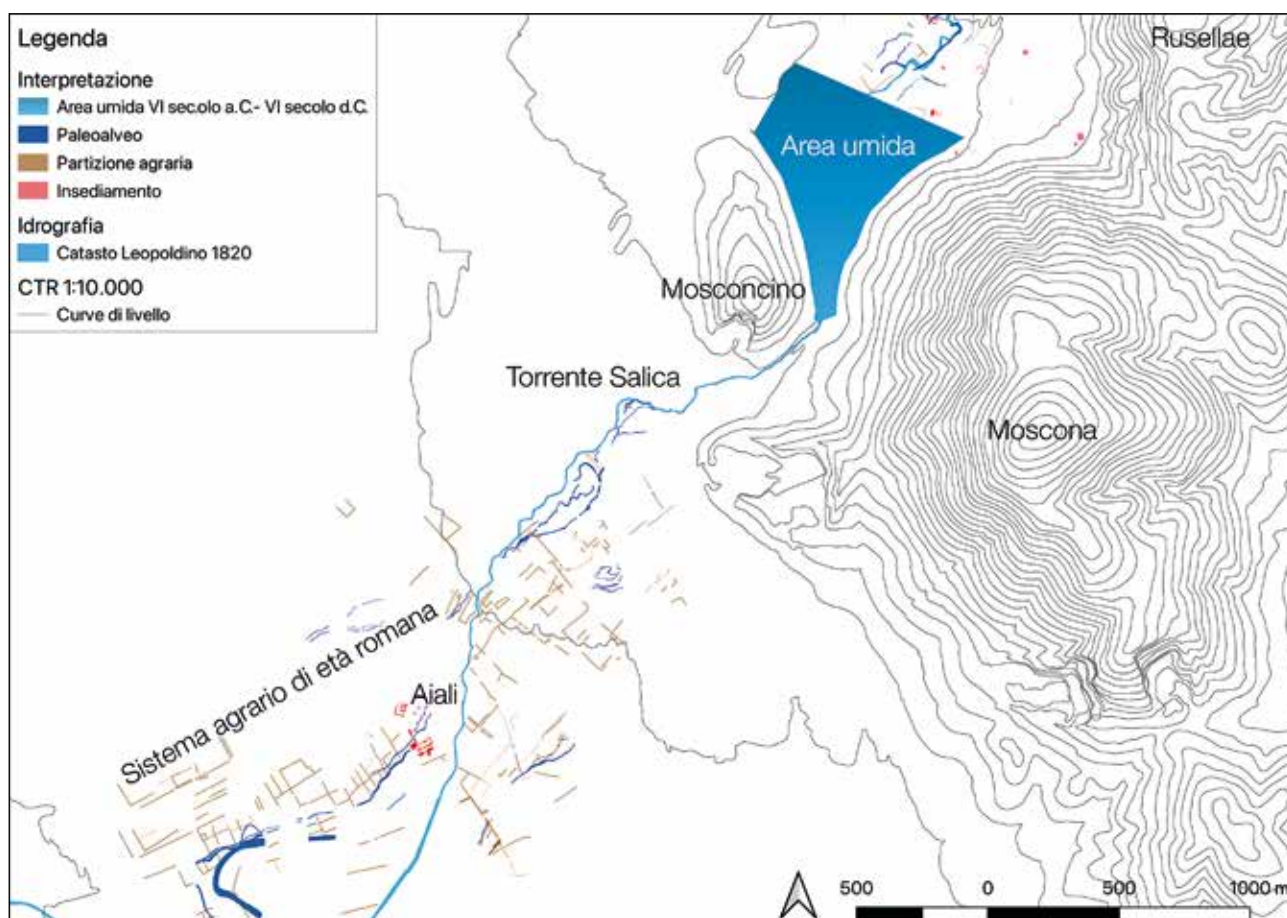 Legenda
Interpretazione
Area umida VI sec.olo a.C.- VI secolo d.C.
Paleoalveo
Partizione agraria
Insediamento
Idrografia
Catasto Leopoldino 1820
CTR 1:10.000
Curve di livello
Rusellae
Area umida
Mosconcino
Torrente Salica
Moscona
Sistema agrario di età romana
Aiali
500 0 500 1000 m